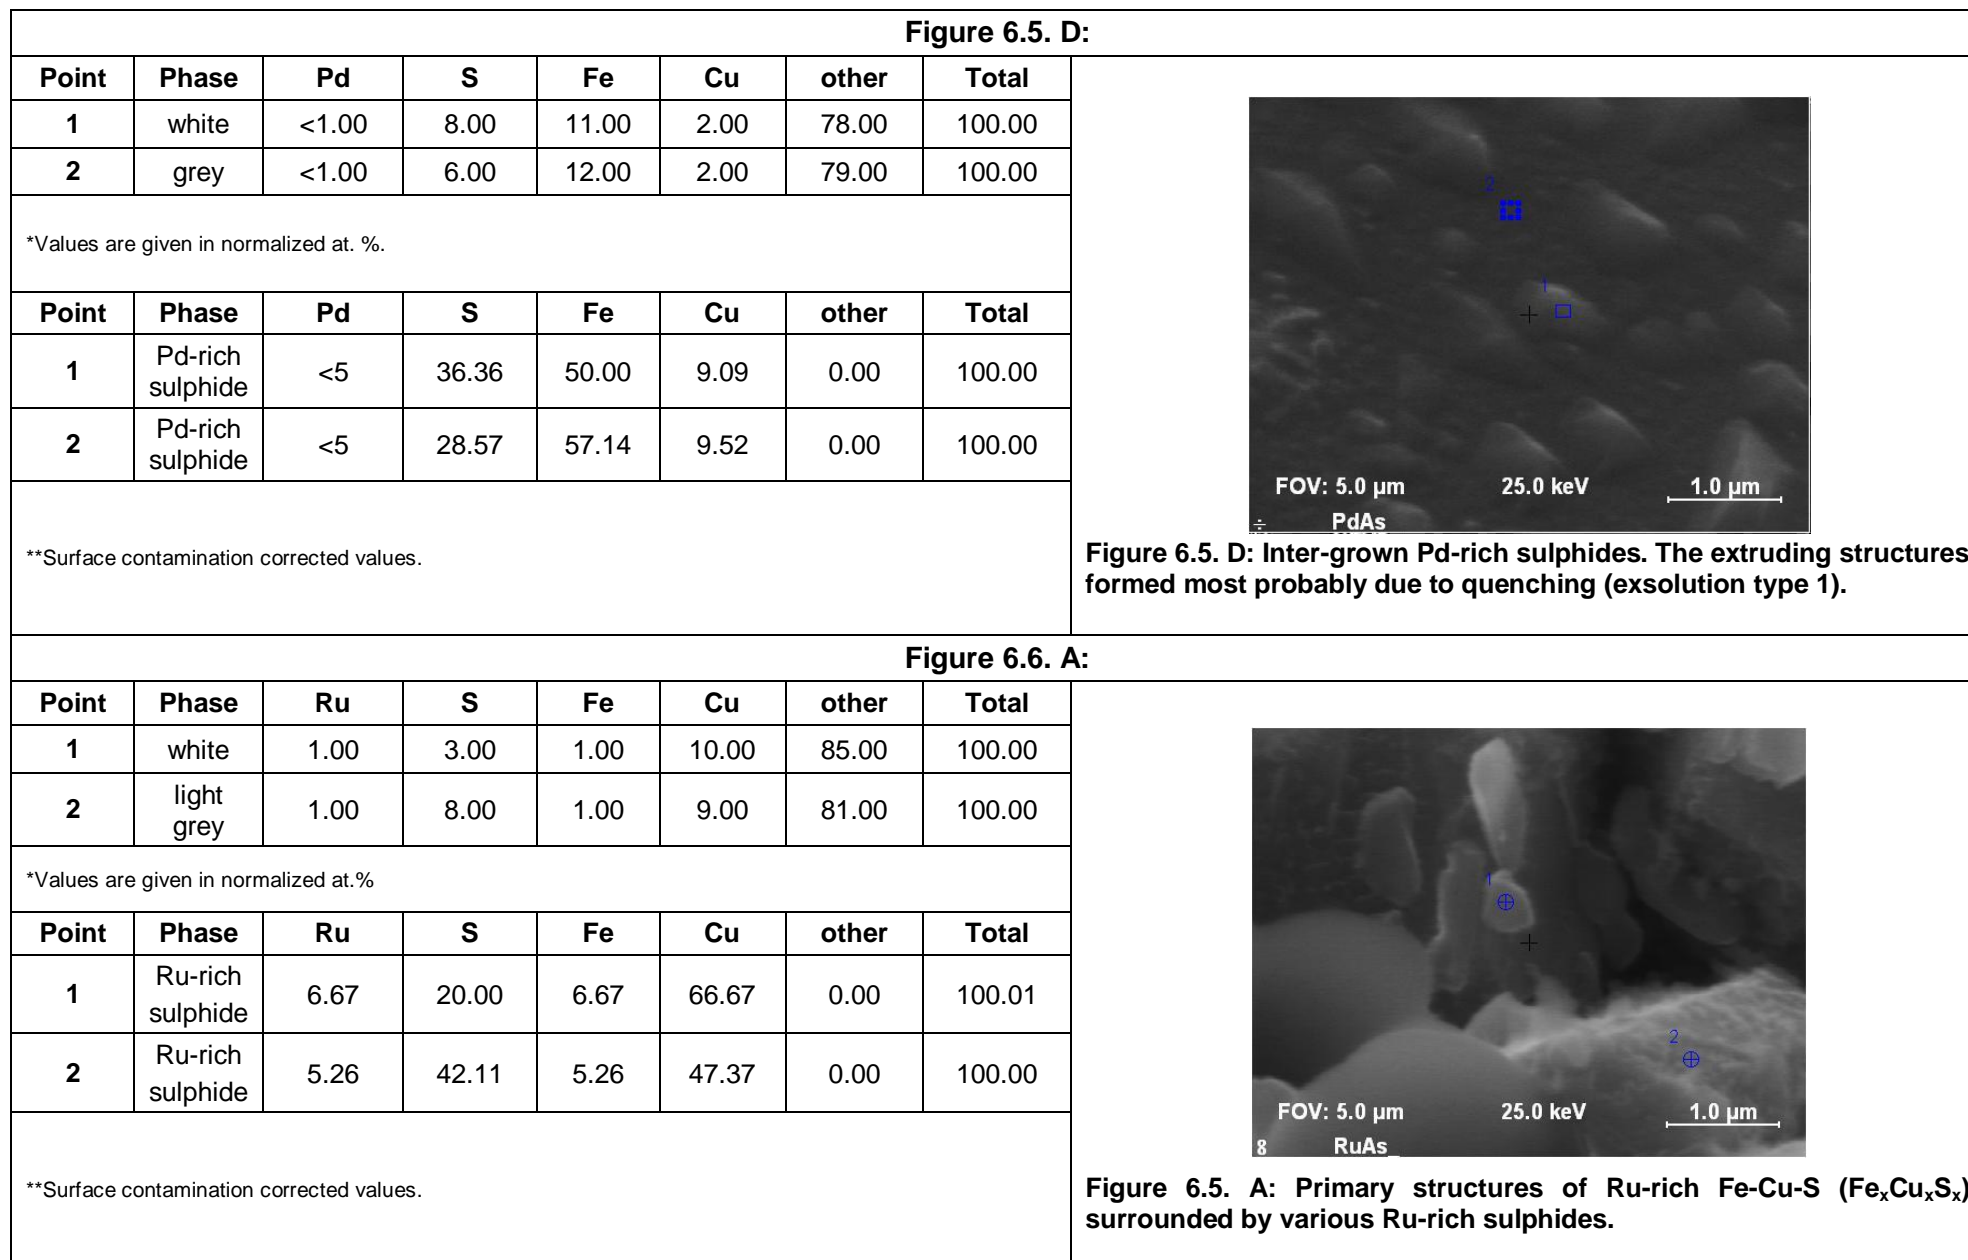 Figure 6.5. D:
Point Phase Pd S Fe Cu other Total
1 white <1.00 8.00 11.00 2.00 78.00 100.00
2 grey <1.00 6.00 12.00 2.00 79.00 100.00
*Values are given in normalized at. %.
Point Phase Pd S Fe Cu other Total
1 Pd-rich sulphide <5 36.36 50.00 9.09 0.00 100.00
2 Pd-rich sulphide <5 28.57 57.14 9.52 0.00 100.00
**Surface contamination corrected values.
2
1
FOV: 5.0 µm 25.0 keV 1.0 µm
÷ PdAs
Figure 6.5. D: Inter-grown Pd-rich sulphides. The extruding structures
formed most probably due to quenching (exsolution type 1).
Figure 6.6. A:
Point Phase Ru S Fe Cu other Total
1 white 1.00 3.00 1.00 10.00 85.00 100.00
2 light grey 1.00 8.00 1.00 9.00 81.00 100.00
*Values are given in normalized at.%
Point Phase Ru S Fe Cu other Total
1 Ru-rich sulphide 6.67 20.00 6.67 66.67 0.00 100.01
2 Ru-rich sulphide 5.26 42.11 5.26 47.37 0.00 100.00
**Surface contamination corrected values.
1
2
FOV: 5.0 µm 25.0 keV 1.0 µm
8 RuAs_
Figure 6.5. A: Primary structures of Ru-rich Fe-Cu-S (FeₓCuₓSₓ)
surrounded by various Ru-rich sulphides.